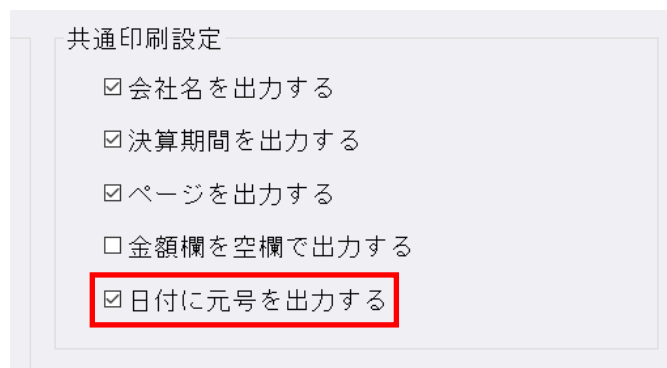 共通印刷設定
会社名を出力する
決算期間を出力する
ページを出力する
金額欄を空欄で出力する
日付に元号を出力する